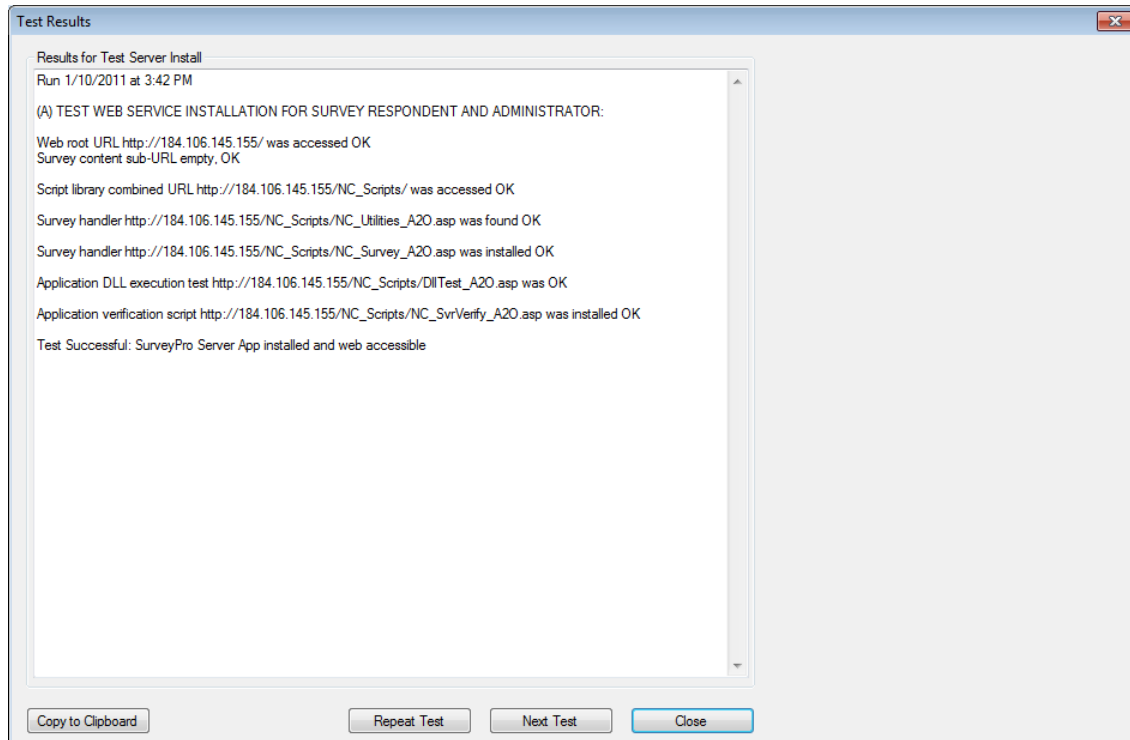 Test Results
Results for Test Server Install
Run 1/10/2011 at 3:42 PM
(A) TEST WEB SERVICE INSTALLATION FOR SURVEY RESPONDENT AND ADMINISTRATOR:
Web root URL http://184.106.145.155/ was accessed OK
Survey content sub-URL empty, OK
Script library combined URL http://184.106.145.155/NC_Scripts/ was accessed OK
Survey handler http://184.106.145.155/NC_Scripts/NC_Utilities_A2O.asp was found OK
Survey handler http://184.106.145.155/NC_Scripts/NC_Survey_A2O.asp was installed OK
Application DLL execution test http://184.106.145.155/NC_Scripts/DllTest_A2O.asp was OK
Application verification script http://184.106.145.155/NC_Scripts/NC_SvrVerify_A2O.asp was installed OK
Test Successful: SurveyPro Server App installed and web accessible
Copy to Clipboard
Repeat Test
Next Test
Close